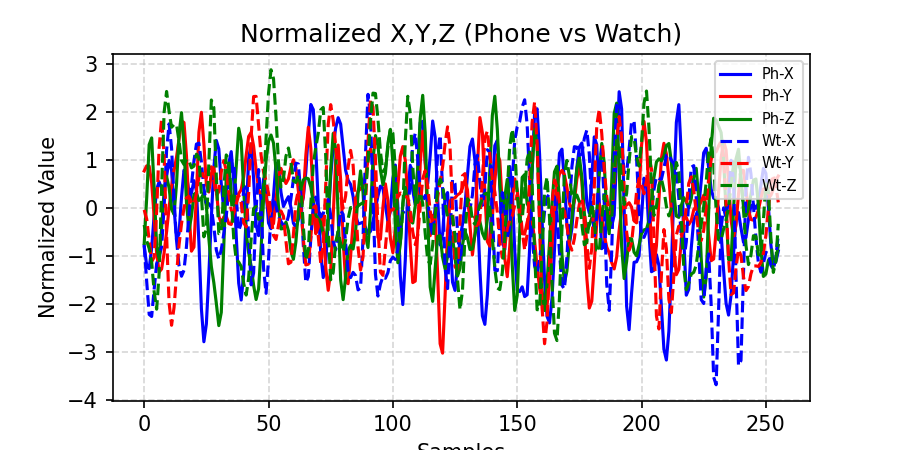 Normalized X,Y,Z (Phone vs Watch)
Normalized Value
3
2
1
0
−1
−2
−3
−4
Ph-X
Ph-Y
Ph-Z
Wt-X
Wt-Y
Wt-Z
0 50 100 150 200 250
Samples